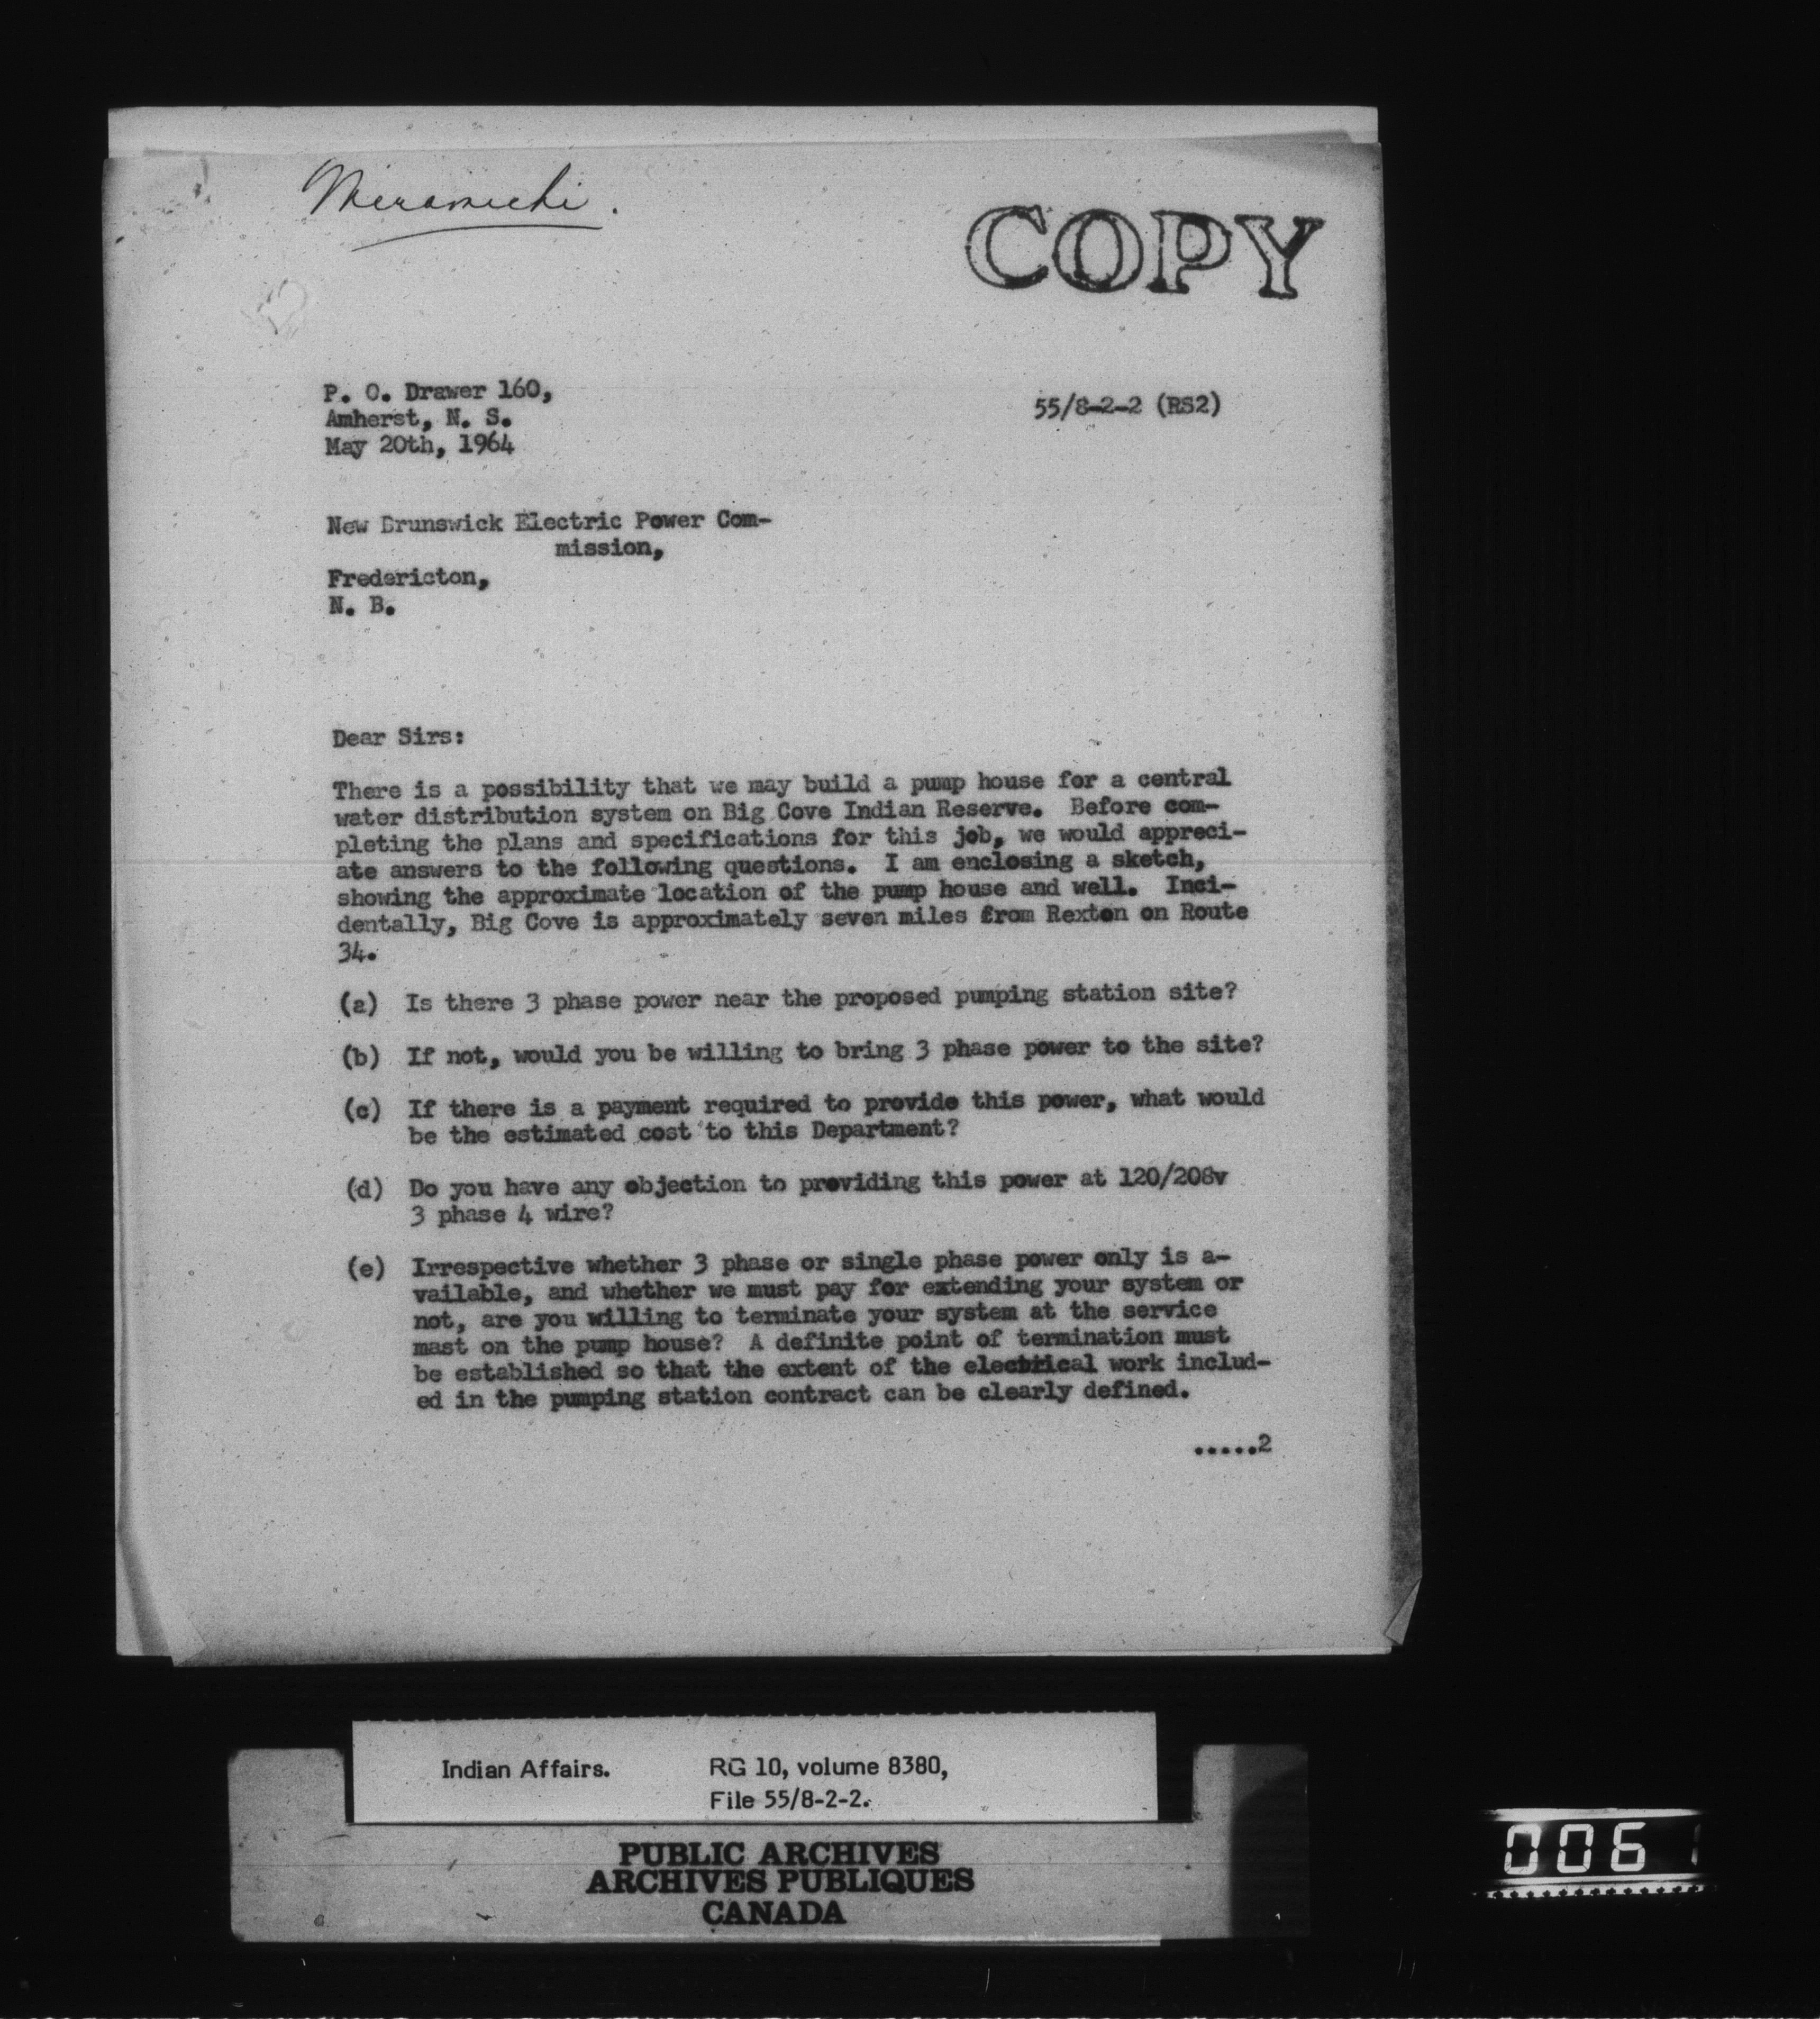 Miramichi.
COPY
P. O. Drawer 160,
Amherst, N. S.
May 20th, 1964
55/8-2-2 (RS2)
New Brunswick Electric Power Com-
mission,
Fredericton,
N. B.
Dear Sirs:
There is a possibility that we may build a pump house for a central
water distribution system on Big Cove Indian Reserve. Before com-
pleting the plans and specifications for this job, we would appreci-
ate answers to the following questions. I am enclosing a sketch,
showing the approximate location of the pump house and well. Inci-
dentally, Big Cove is approximately seven miles from Rexton on Route
34.
(a) Is there 3 phase power near the proposed pumping station site?
(b) If not, would you be willing to bring 3 phase power to the site?
(c) If there is a payment required to provide this power, what would
be the estimated cost to this Department?
(d) Do you have any objection to providing this power at 120/208v
3 phase 4 wire?
(e) Irrespective whether 3 phase or single phase power only is a-
vailable, and whether we must pay for extending your system or
not, are you willing to terminate your system at the service
mast on the pump house? A definite point of termination must
be established so that the extent of the electrical work includ-
ed in the pumping station contract can be clearly defined.
.....2
Indian Affairs. RG 10, volume 8380,
File 55/8-2-2.
PUBLIC ARCHIVES
ARCHIVES PUBLIQUES
CANADA
0061